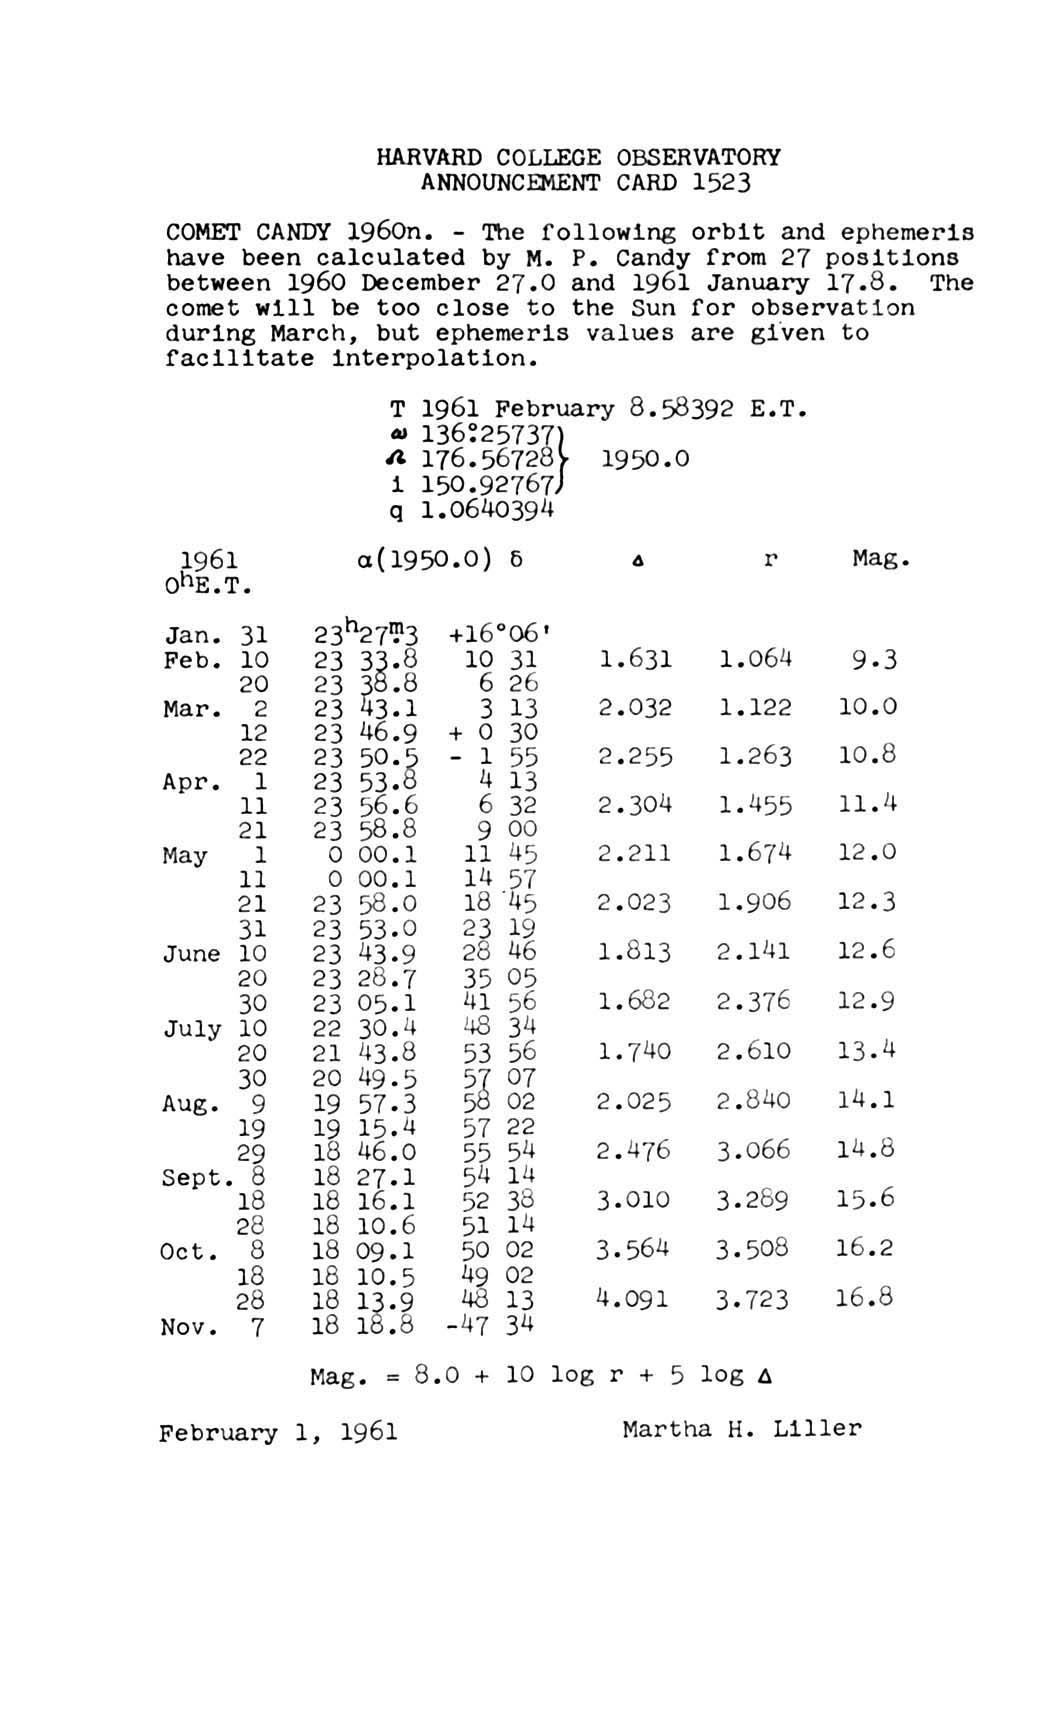 HARVARD COLLEGE OBSERVATORY
ANNOUNCEMENT CARD 1523
COMET CANDY 1960n. - The following orbit and ephemeris
have been calculated by M. P. Candy from 27 positions
between 1960 December 27.0 and 1961 January 17.8. The
comet will be too close to the Sun for observation
during March, but ephemeris values are given to
facilitate interpolation.
T 1961 February 8.58392 E.T.
ω 136°.25737
Ω 176.56728 } 1950.0
i 150.92767
q 1.0640394
1961 α(1950.0) δ Δ r Mag.
0ʰE.T.
Jan. 31 23ʰ27ᵐ.3 +16°06'
Feb. 10 23 33.8 10 31 1.631 1.064 9.3
20 23 38.8 6 26
Mar. 2 23 43.1 3 13 2.032 1.122 10.0
12 23 46.9 + 0 30
22 23 50.5 - 1 55 2.255 1.263 10.8
Apr. 1 23 53.8 4 13
11 23 56.6 6 32 2.304 1.455 11.4
21 23 58.8 9 00
May 1 0 00.1 11 45 2.211 1.674 12.0
11 0 00.1 14 57
21 23 58.0 18 45 2.023 1.906 12.3
31 23 53.0 23 19
June 10 23 43.9 28 46 1.813 2.141 12.6
20 23 28.7 35 05
30 23 05.1 41 56 1.682 2.376 12.9
July 10 22 30.4 48 34
20 21 43.8 53 56 1.740 2.610 13.4
30 20 49.5 57 07
Aug. 9 19 57.3 58 02 2.025 2.840 14.1
19 19 15.4 57 22
29 18 46.0 55 54 2.476 3.066 14.8
Sept. 8 18 27.1 54 14
18 18 16.1 52 38 3.010 3.289 15.6
28 18 10.6 51 14
Oct. 8 18 09.1 50 02 3.564 3.508 16.2
18 18 10.5 49 02
28 18 13.9 48 13 4.091 3.723 16.8
Nov. 7 18 18.8 -47 34
Mag. = 8.0 + 10 log r + 5 log Δ
February 1, 1961 Martha H. Liller